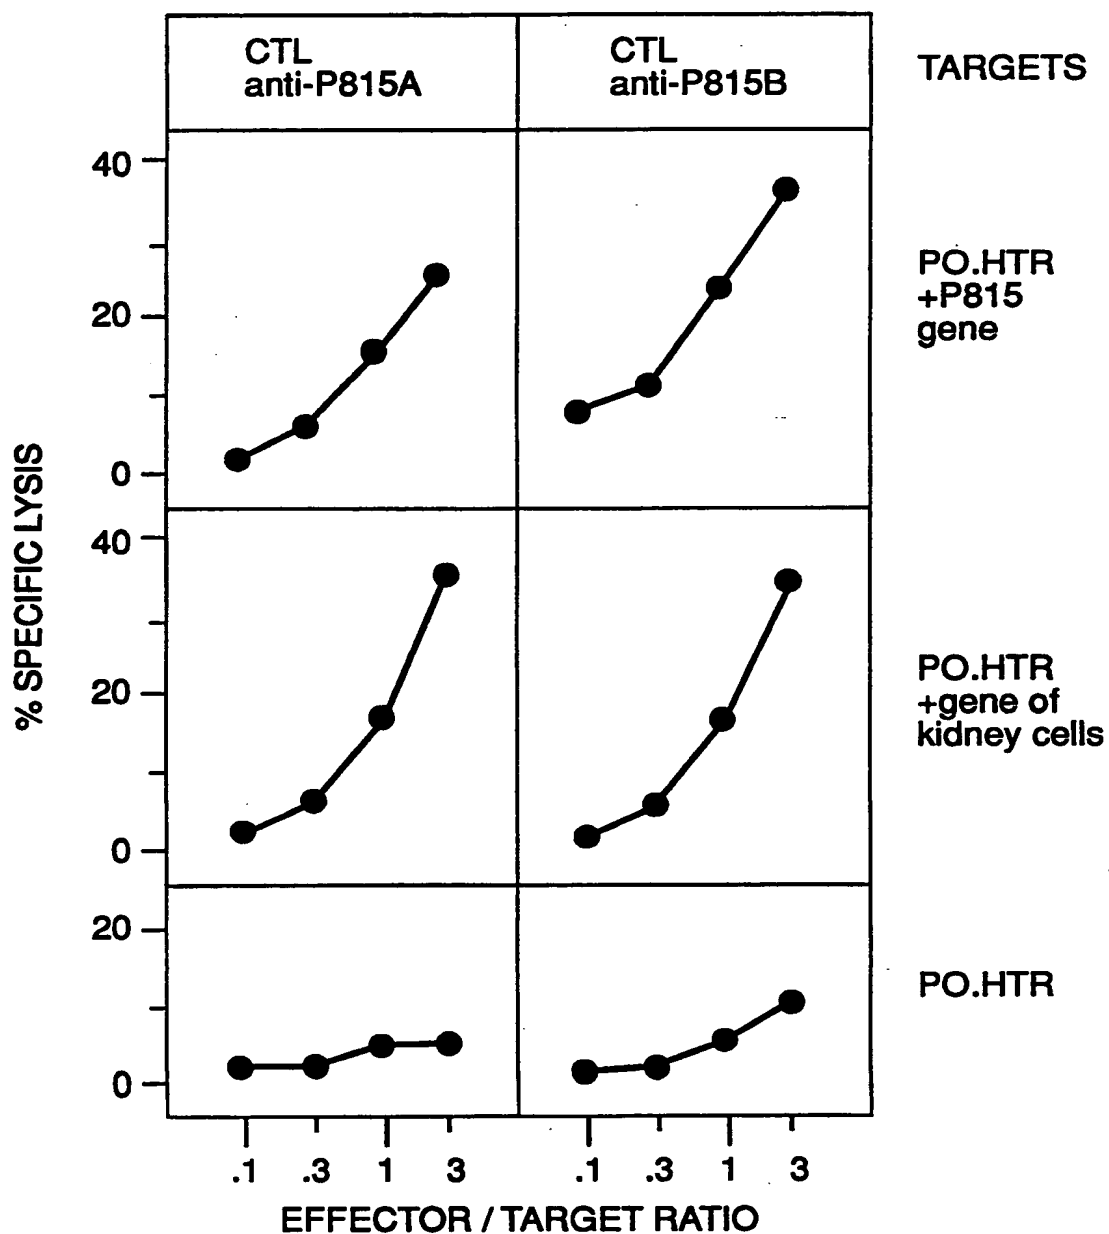 CTL
anti-P815A
CTL
anti-P815B
TARGETS
40
20
0
PO.HTR
+P815
gene
% SPECIFIC LYSIS
40
20
0
PO.HTR
+gene of
kidney cells
20
0
PO.HTR
.1 .3 1 3 .1 .3 1 3
EFFECTOR / TARGET RATIO